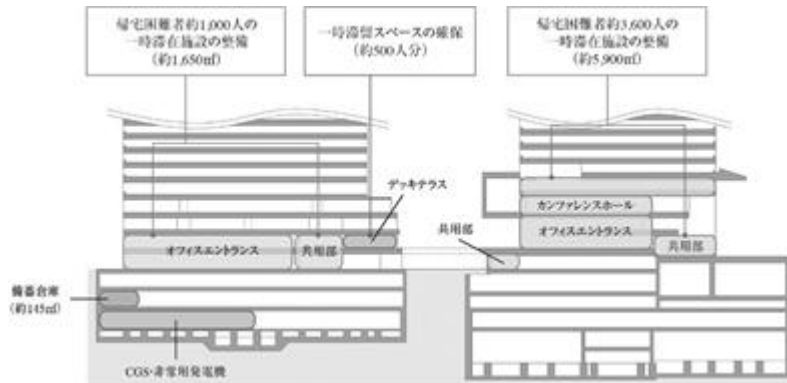 帰宅困難者約1,000人の
一時滞在施設の整備
(約1,650㎡)
一時滞留スペースの確保
(約500人分)
帰宅困難者約3,600人の
一時滞在施設の整備
(約5,900㎡)
デッキテラス
カンファレンスホール
オフィスエントランス
共用部
共用部
オフィスエントランス
共用部
備蓄倉庫
(約145㎡)
CGS・非常用発電機